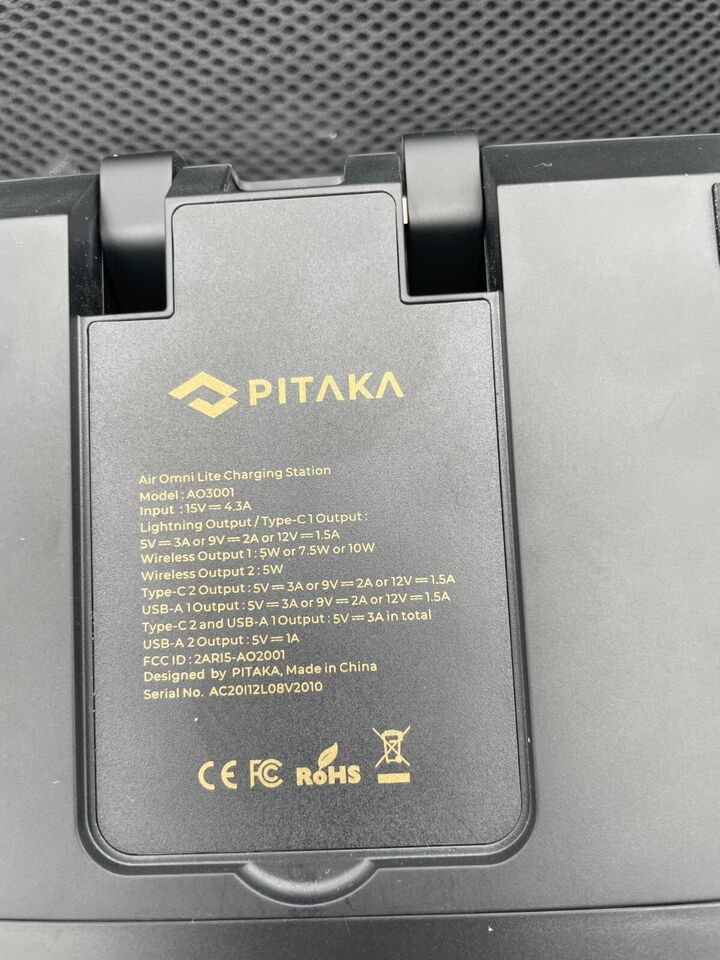 PITAKA
Air Omni Lite Charging Station
Model : AO3001
Input : 15V⎓4.3A
Lightning Output / Type-C 1 Output :
5V⎓3A or 9V⎓2A or 12V⎓1.5A
Wireless Output 1 : 5W or 7.5W or 10W
Wireless Output 2 : 5W
Type-C 2 Output : 5V⎓3A or 9V⎓2A or 12V⎓1.5A
USB-A 1 Output : 5V⎓3A or 9V⎓2A or 12V⎓1.5A
Type-C 2 and USB-A 1 Output : 5V⎓3A in total
USB-A 2 Output : 5V⎓1A
FCC ID : 2ARI5-AO2001
Designed by PITAKA, Made in China
Serial No. AC20I12L08V2010
CE FC RoHS